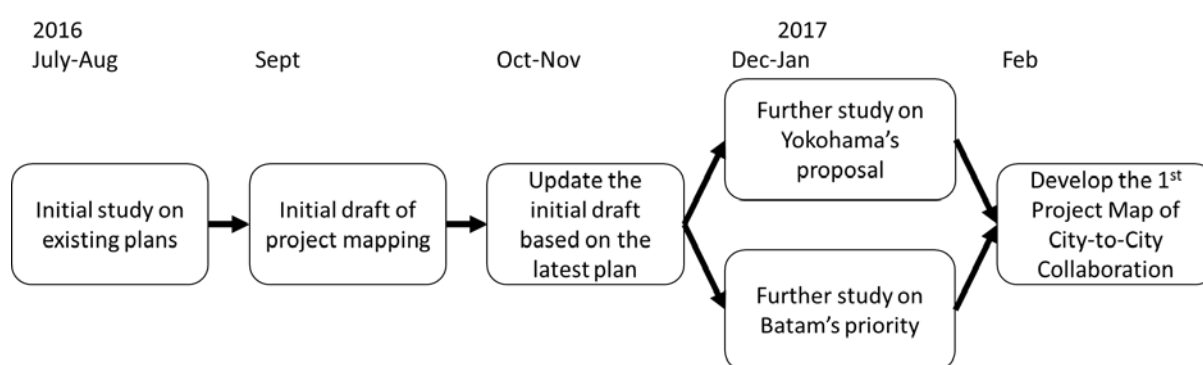 2016
2017
July-Aug
Sept
Oct-Nov
Dec-Jan
Feb
Initial study on
existing plans
Initial draft of
project mapping
Update the
initial draft
based on the
latest plan
Further study on
Yokohama's
proposal
Further study on
Batam's priority
Develop the 1st
Project Map of
City-to-City
Collaboration